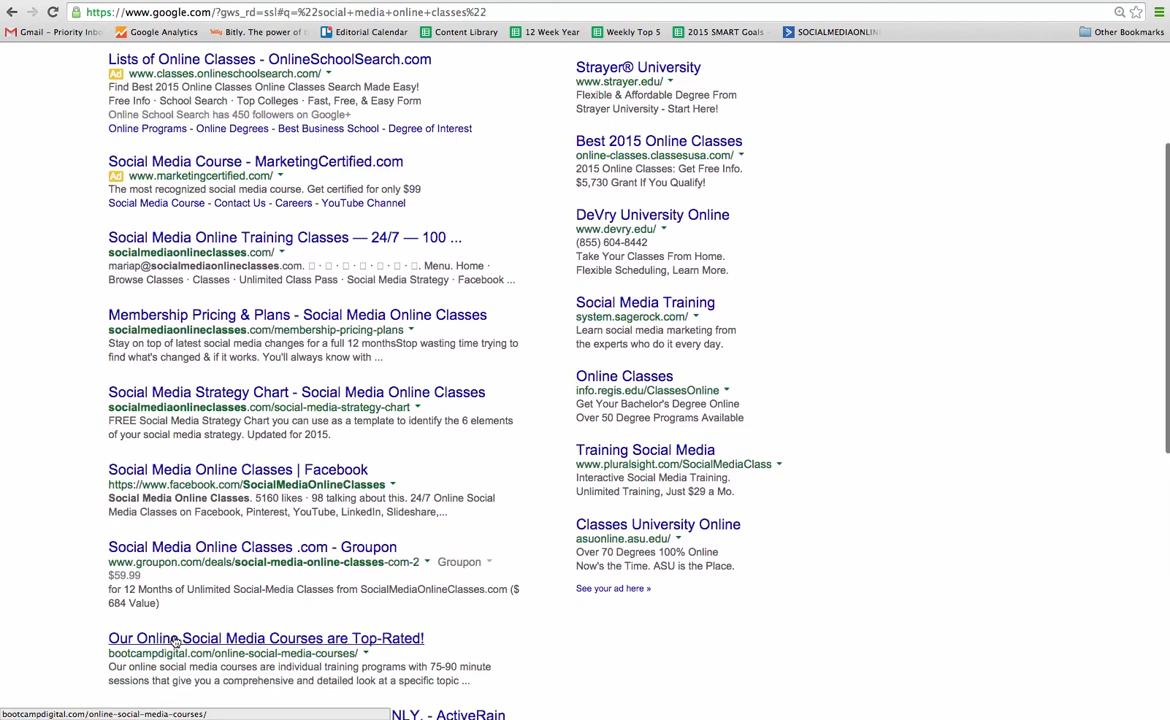 https://www.google.com/?gws_rd=ssl#q=%22social+media+online+classes%22
Gmail - Priority Inbo
Google Analytics
Bitly. The power of t
Editorial Calendar
Content Library
12 Week Year
Weekly Top 5
2015 SMART Goals -
SOCIALMEDIAONLIN
Other Bookmarks
Lists of Online Classes - OnlineSchoolSearch.com
Ad www.classes.onlineschoolsearch.com/
Find Best 2015 Online Classes Online Classes Search Made Easy!
Free Info · School Search · Top Colleges · Fast, Free, & Easy Form
Online School Search has 450 followers on Google+
Online Programs - Online Degrees - Best Business School - Degree of Interest
Social Media Course - MarketingCertified.com
Ad www.marketingcertified.com/
The most recognized social media course. Get certified for only $99
Social Media Course - Contact Us - Careers - YouTube Channel
Social Media Online Training Classes — 24/7 — 100 ...
socialmediaonlineclasses.com/
mariap@socialmediaonlineclasses.com. □ · □ · □ · □ · □ · □ · □. Menu. Home ·
Browse Classes · Classes · Unlimited Class Pass · Social Media Strategy · Facebook ...
Membership Pricing & Plans - Social Media Online Classes
socialmediaonlineclasses.com/membership-pricing-plans
Stay on top of latest social media changes for a full 12 monthsStop wasting time trying to
find what's changed & if it works. You'll always know with ...
Social Media Strategy Chart - Social Media Online Classes
socialmediaonlineclasses.com/social-media-strategy-chart
FREE Social Media Strategy Chart you can use as a template to identify the 6 elements
of your social media strategy. Updated for 2015.
Social Media Online Classes | Facebook
https://www.facebook.com/SocialMediaOnlineClasses
Social Media Online Classes. 5160 likes · 98 talking about this. 24/7 Online Social
Media Classes on Facebook, Pinterest, YouTube, LinkedIn, Slideshare,...
Social Media Online Classes .com - Groupon
www.groupon.com/deals/social-media-online-classes-com-2 Groupon
$59.99
for 12 Months of Unlimited Social-Media Classes from SocialMediaOnlineClasses.com ($
684 Value)
Our Online Social Media Courses are Top-Rated!
bootcampdigital.com/online-social-media-courses/
Our online social media courses are individual training programs with 75-90 minute
sessions that give you a comprehensive and detailed look at a specific topic ...
NLY. - ActiveRain
bootcampdigital.com/online-social-media-courses/
Strayer® University
www.strayer.edu/
Flexible & Affordable Degree From
Strayer University - Start Here!
Best 2015 Online Classes
online-classes.classesusa.com/
2015 Online Classes: Get Free Info.
$5,730 Grant If You Qualify!
DeVry University Online
www.devry.edu/
(855) 604-8442
Take Your Classes From Home.
Flexible Scheduling, Learn More.
Social Media Training
system.sagerock.com/
Learn social media marketing from
the experts who do it every day.
Online Classes
info.regis.edu/ClassesOnline
Get Your Bachelor's Degree Online
Over 50 Degree Programs Available
Training Social Media
www.pluralsight.com/SocialMediaClass
Interactive Social Media Training.
Unlimited Training, Just $29 a Mo.
Classes University Online
asuonline.asu.edu/
Over 70 Degrees 100% Online
Now's the Time. ASU is the Place.
See your ad here »